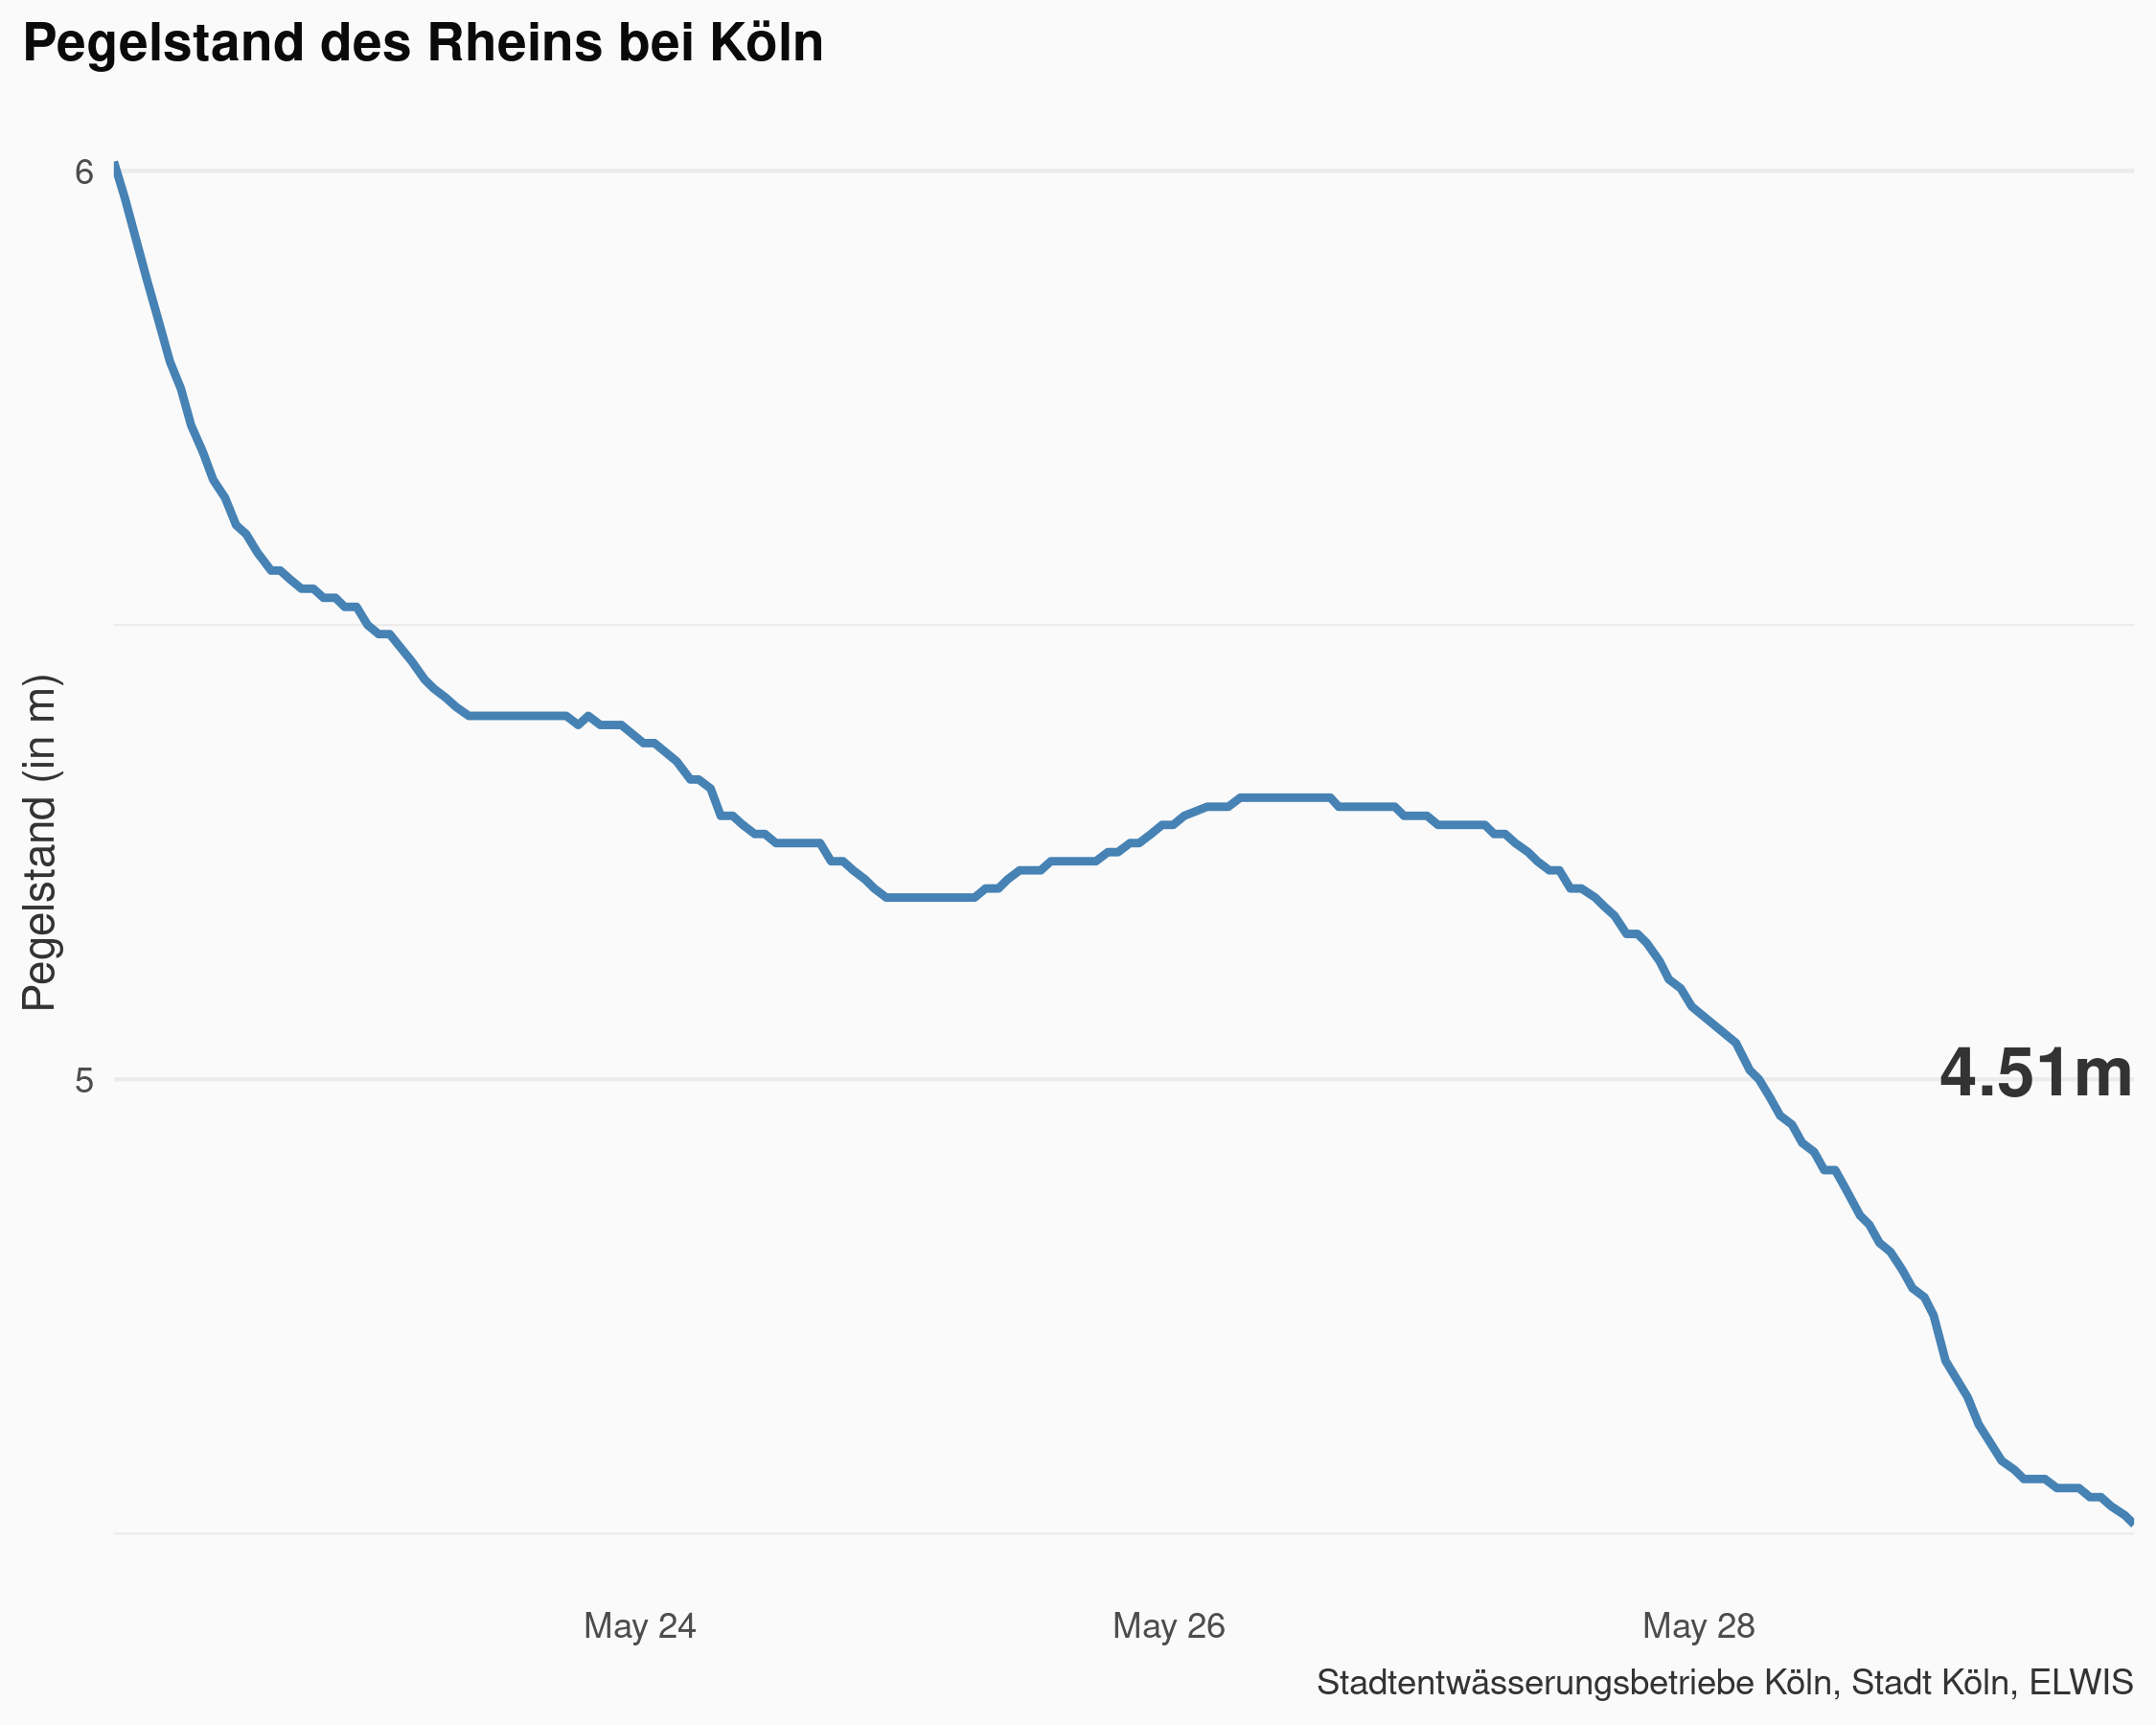 Pegelstand des Rheins bei Köln
Pegelstand (in m)
6
5
4.51m
May 24
May 26
May 28
Stadtentwässerungsbetriebe Köln, Stadt Köln, ELWIS